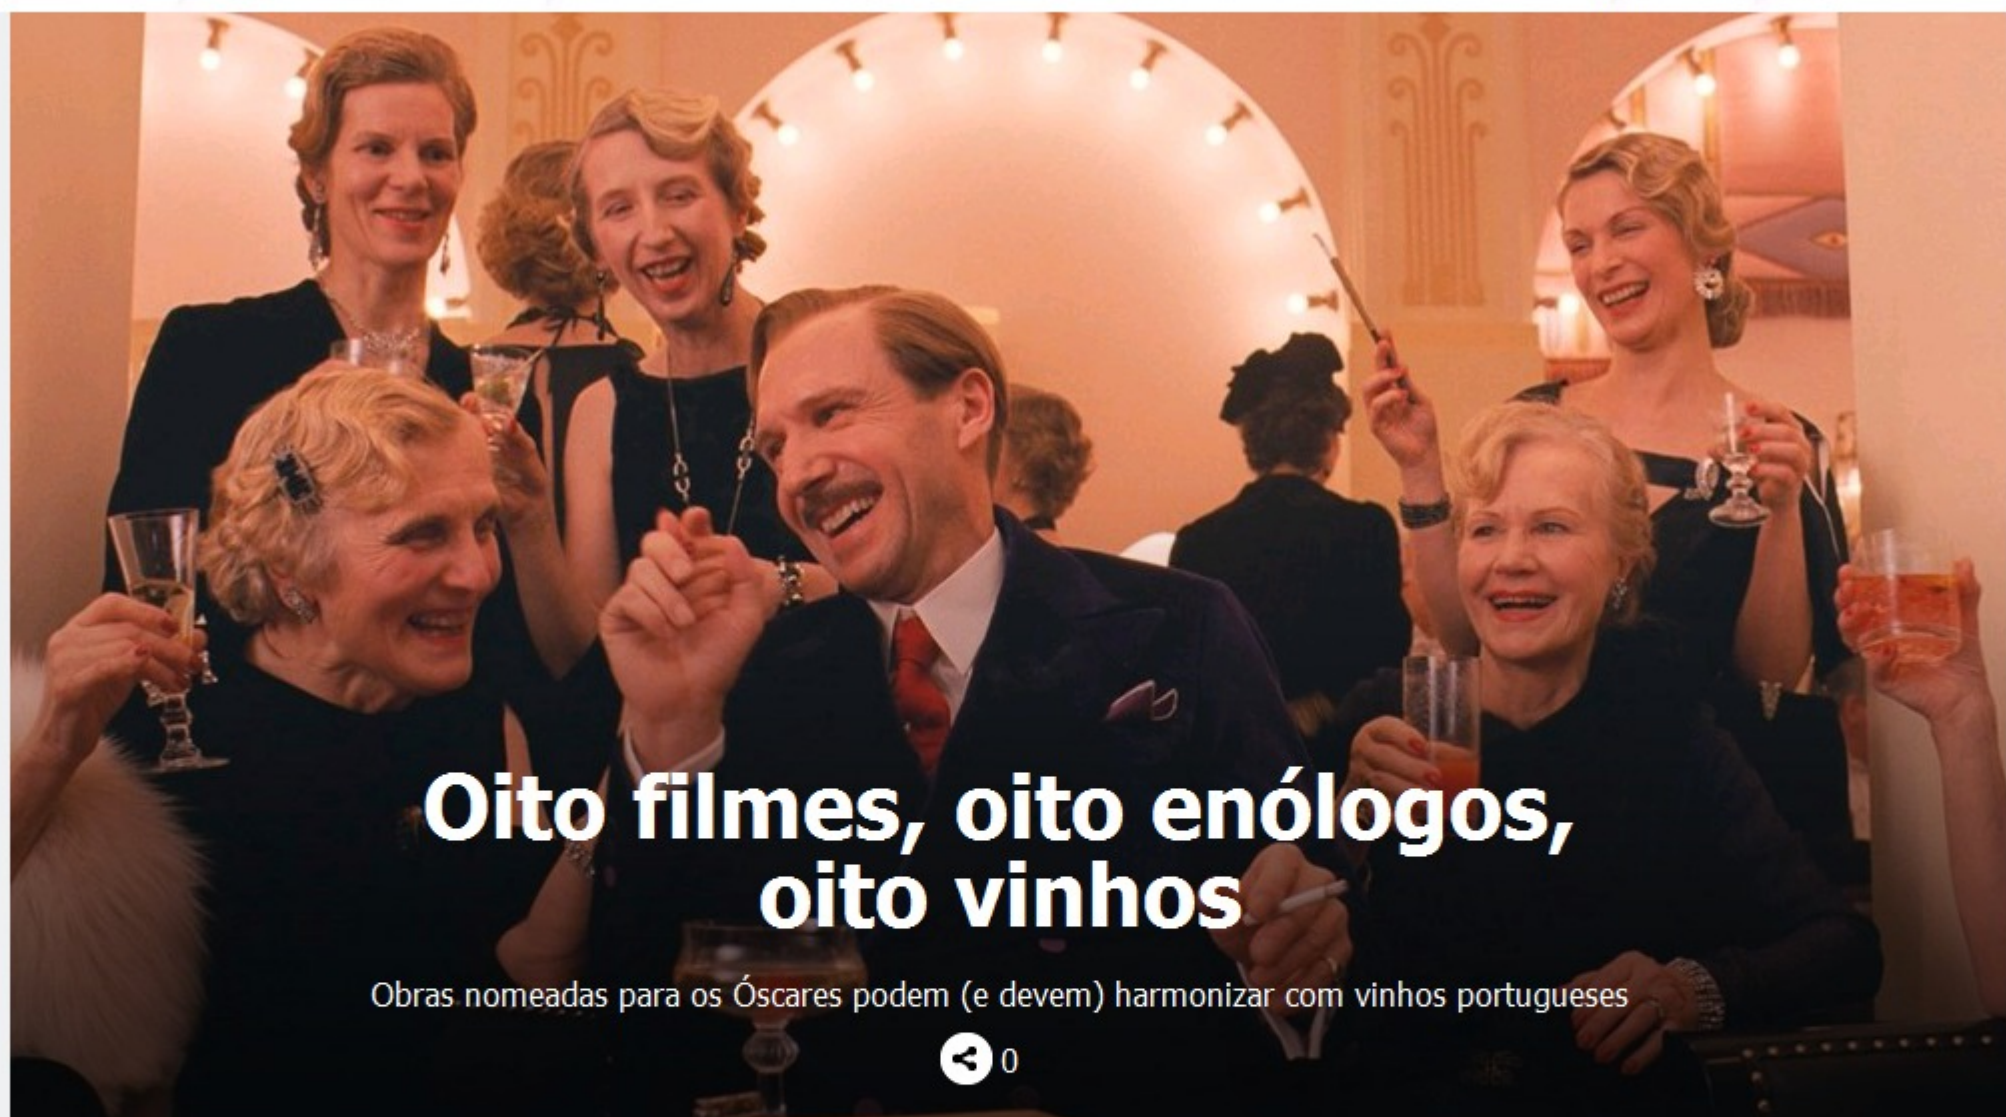 Oito filmes, oito enólogos,
oito vinhos
Obras nomeadas para os Óscares podem (e devem) harmonizar com vinhos portugueses
0